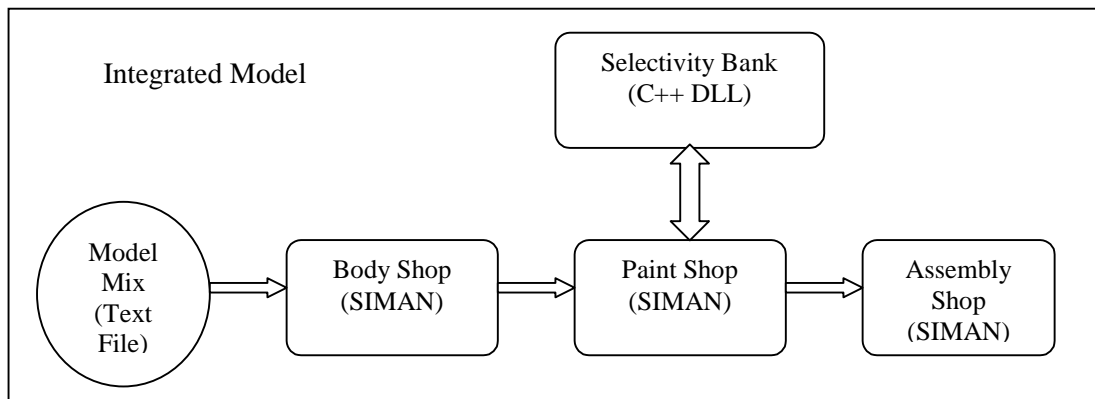 Integrated Model
Selectivity Bank
(C++ DLL)
Model
Mix
(Text
File)
Body Shop
(SIMAN)
Paint Shop
(SIMAN)
Assembly
Shop
(SIMAN)